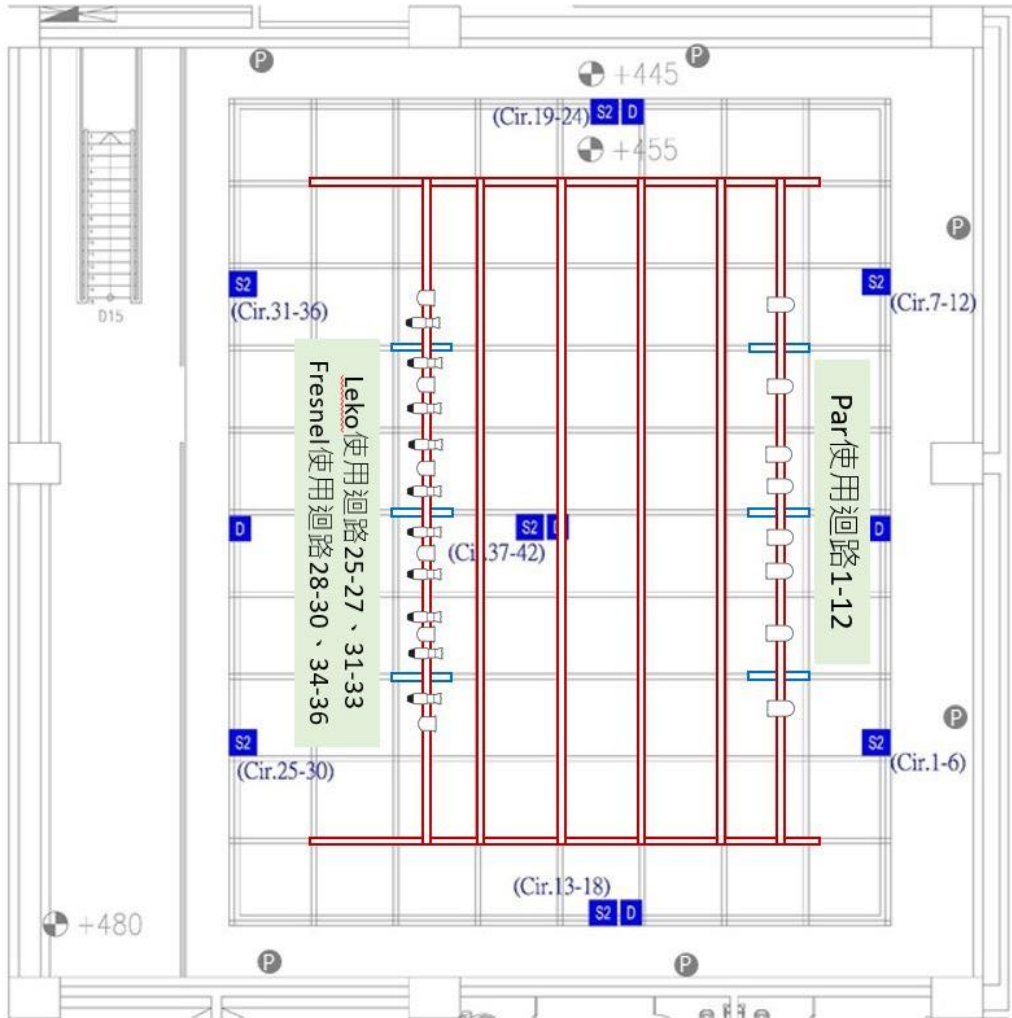 P
P
+445
(Cir.19-24)
S2
D
+455
P
D15
S2
(Cir.31-36)
S2
(Cir.7-12)
Leko使用迴路25-27、31-33
Fresnel使用迴路28-30、34-36
Par使用迴路1-12
D
S2
D
(Cir.37-42)
D
S2
(Cir.25-30)
P
S2
(Cir.1-6)
(Cir.13-18)
S2
D
+480
P
P